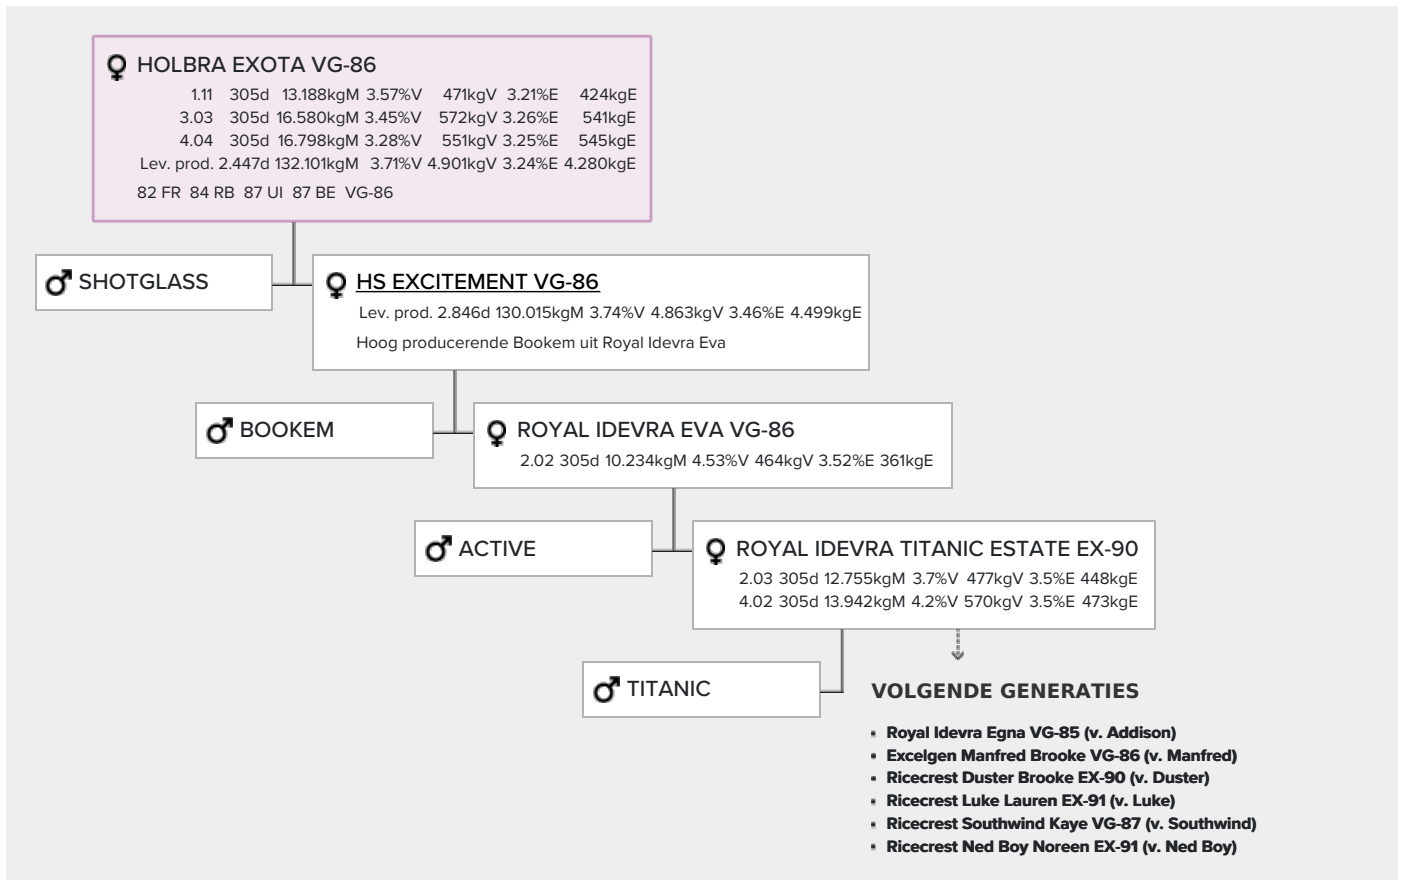 HOLBRA EXOTA VG-86
1.11 305d 13.188kgM 3.57%V 471kgV 3.21%E 424kgE
3.03 305d 16.580kgM 3.45%V 572kgV 3.26%E 541kgE
4.04 305d 16.798kgM 3.28%V 551kgV 3.25%E 545kgE
Lev. prod. 2.447d 132.101kgM 3.71%V 4.901kgV 3.24%E 4.280kgE
82 FR 84 RB 87 UI 87 BE VG-86
SHOTGLASS
HS EXCITEMENT VG-86
Lev. prod. 2.846d 130.015kgM 3.74%V 4.863kgV 3.46%E 4.499kgE
Hoog producerende Bookem uit Royal Idevra Eva
BOOKEM
ROYAL IDEVRA EVA VG-86
2.02 305d 10.234kgM 4.53%V 464kgV 3.52%E 361kgE
ACTIVE
ROYAL IDEVRA TITANIC ESTATE EX-90
2.03 305d 12.755kgM 3.7%V 477kgV 3.5%E 448kgE
4.02 305d 13.942kgM 4.2%V 570kgV 3.5%E 473kgE
TITANIC
VOLGENDE GENERATIES
Royal Idevra Egna VG-85 (v. Addison)
Excelgen Manfred Brooke VG-86 (v. Manfred)
Ricecrest Duster Brooke EX-90 (v. Duster)
Ricecrest Luke Lauren EX-91 (v. Luke)
Ricecrest Southwind Kaye VG-87 (v. Southwind)
Ricecrest Ned Boy Noreen EX-91 (v. Ned Boy)